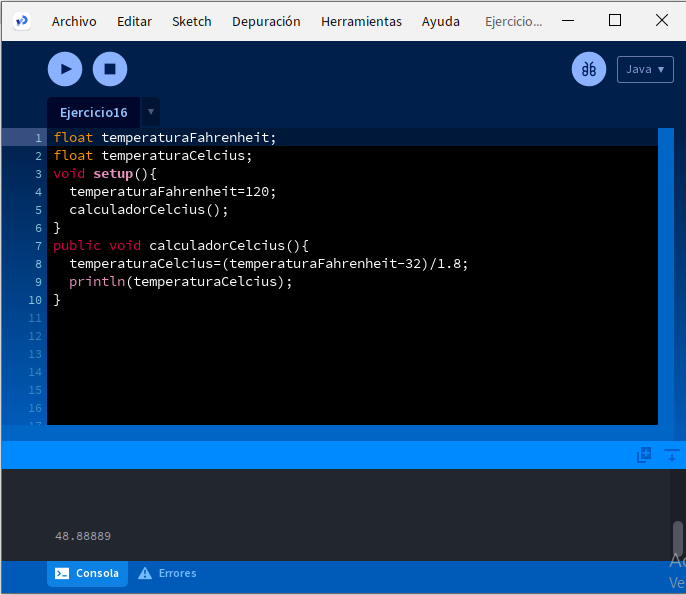 Archivo Editar Sketch Depuración Herramientas Ayuda Ejercicio...
Java ▾
Ejercicio16 ▾
1 float temperaturaFahrenheit;
2 float temperaturaCelcius;
3 void setup(){
4   temperaturaFahrenheit=120;
5   calculadorCelcius();
6 }
7 public void calculadorCelcius(){
8   temperaturaCelcius=(temperaturaFahrenheit-32)/1.8;
9   println(temperaturaCelcius);
10 }
11
12
13
14
15
16
17
48.88889
Ac
Consola Errores
Ve